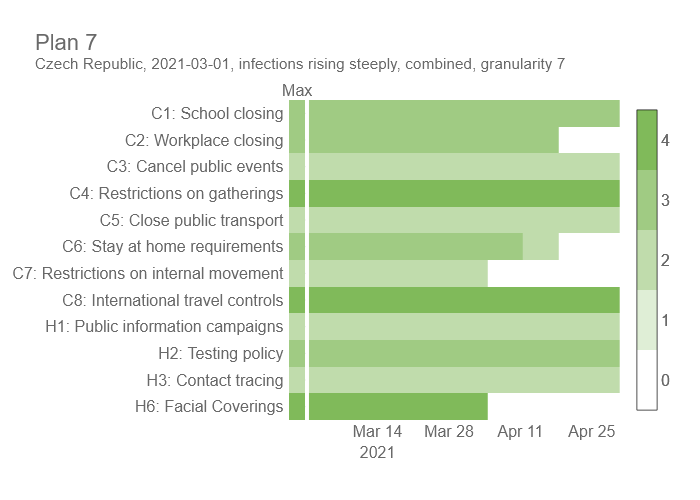 Plan 7
Czech Republic, 2021-03-01, infections rising steeply, combined, granularity 7
Max
C1: School closing
C2: Workplace closing
C3: Cancel public events
C4: Restrictions on gatherings
C5: Close public transport
C6: Stay at home requirements
C7: Restrictions on internal movement
C8: International travel controls
H1: Public information campaigns
H2: Testing policy
H3: Contact tracing
H6: Facial Coverings
Mar 14 Mar 28 Apr 11 Apr 25
2021
4
3
2
1
0